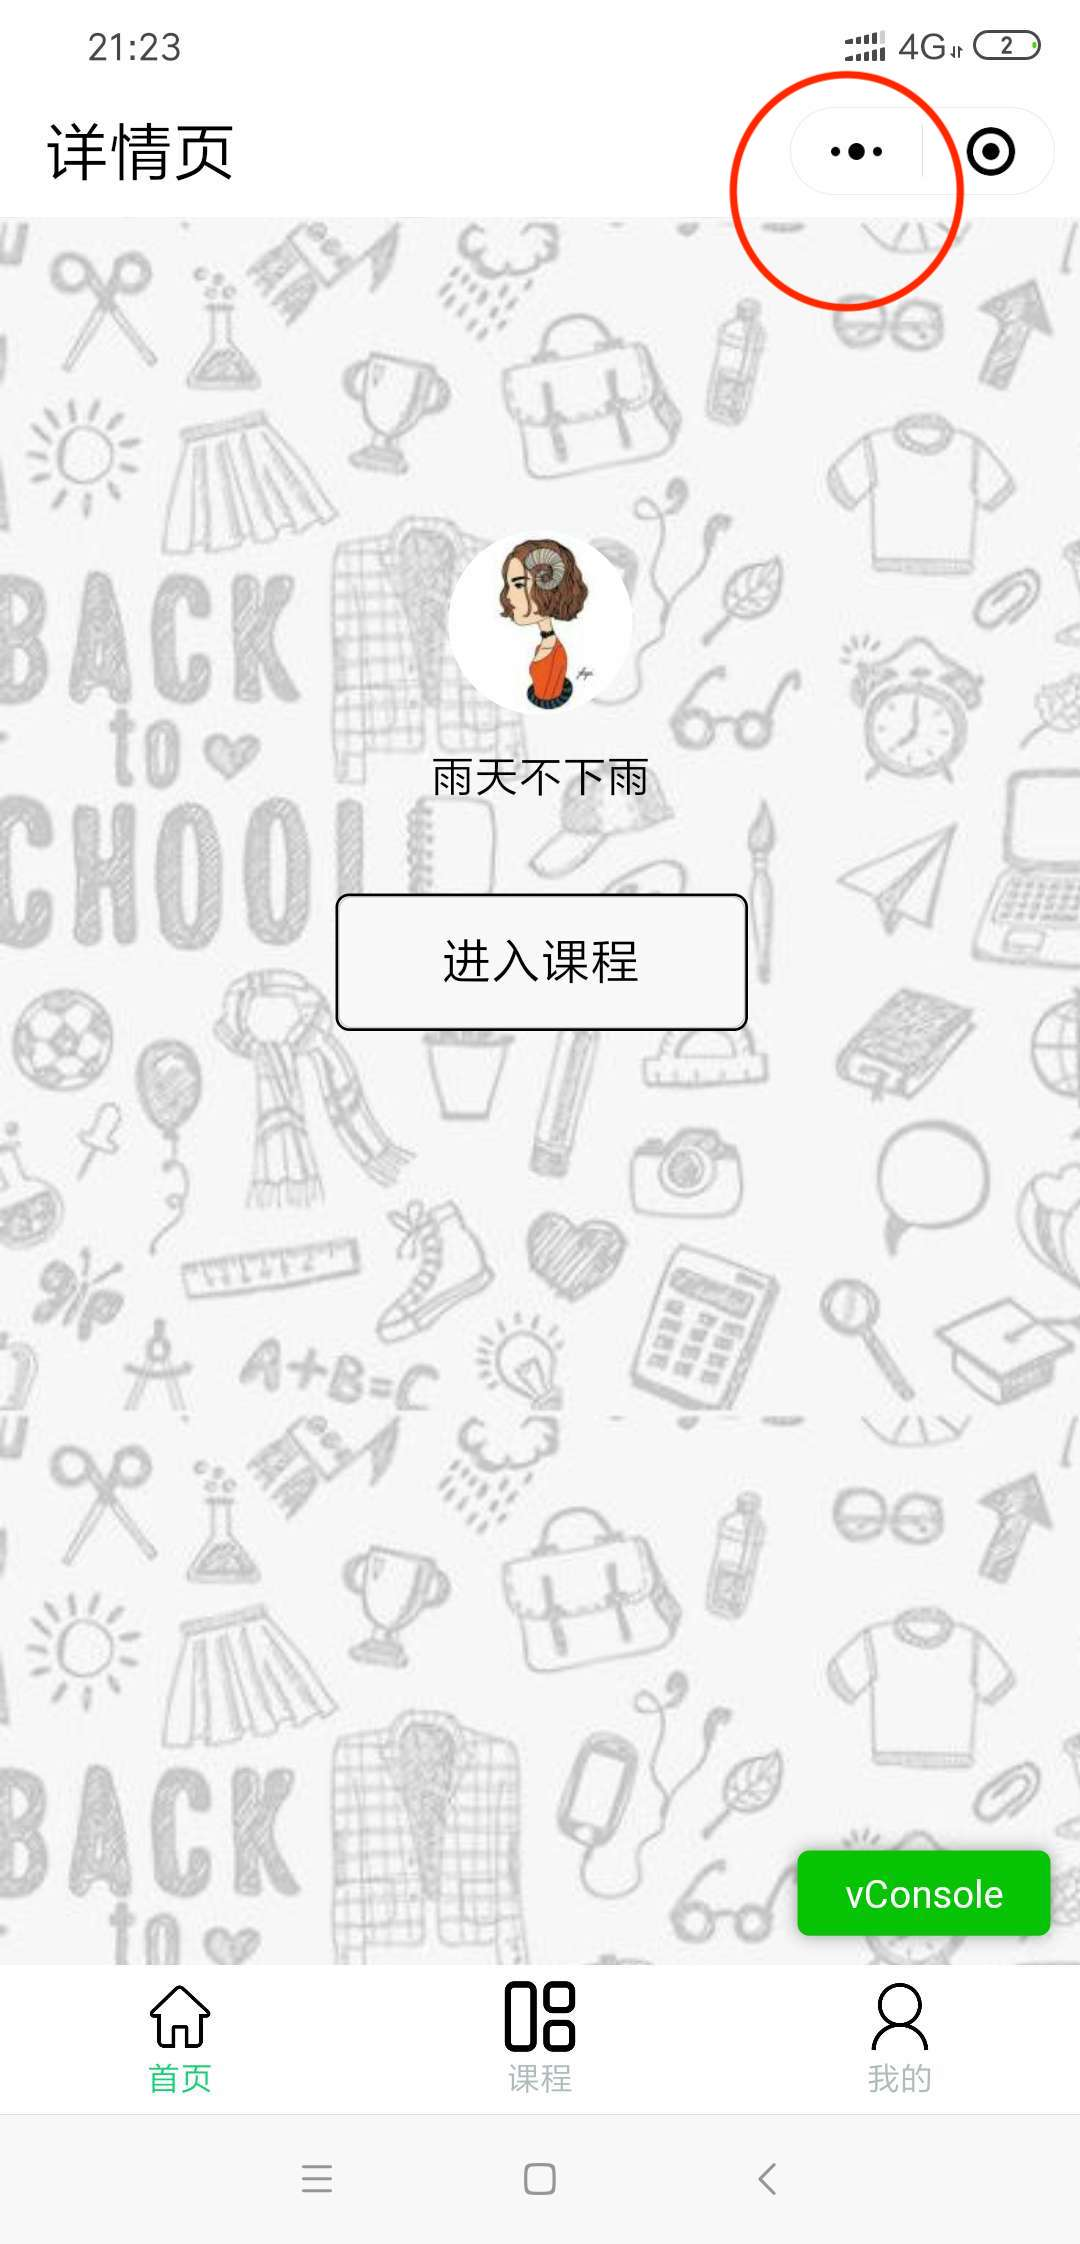 21:23
4G
2
详情页
BACK
to
CHOOL
雨天不下雨
进入课程
A+B=C
BACK
to
vConsole
首页
课程
我的